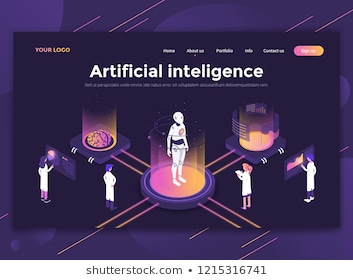 YOUR LOGO
Home About us Portfolio Info Contact us Sign up
Artificial inteligence
shutterstock.com • 1215316741